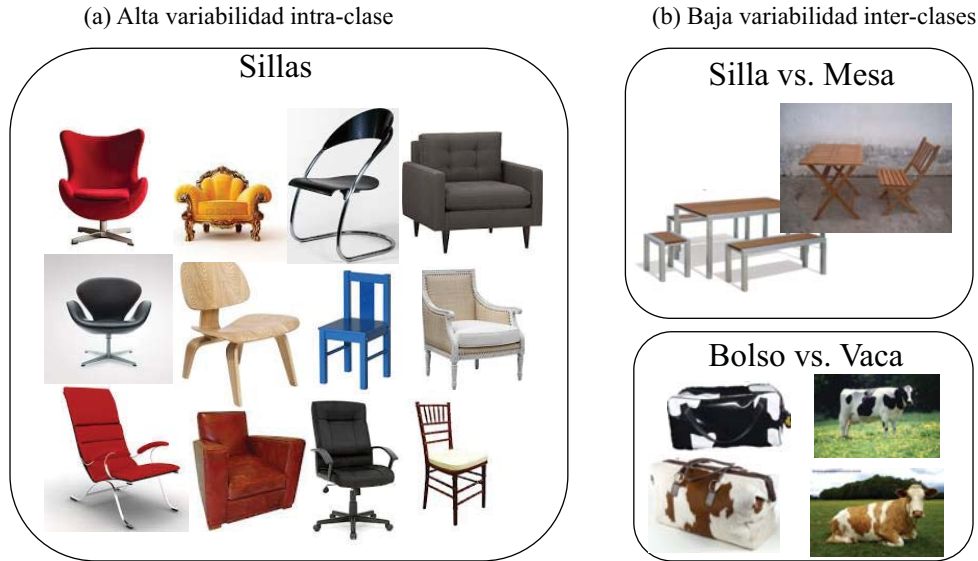 (a) Alta variabilidad intra-clase
Sillas
(b) Baja variabilidad inter-clases
Silla vs. Mesa
Bolso vs. Vaca